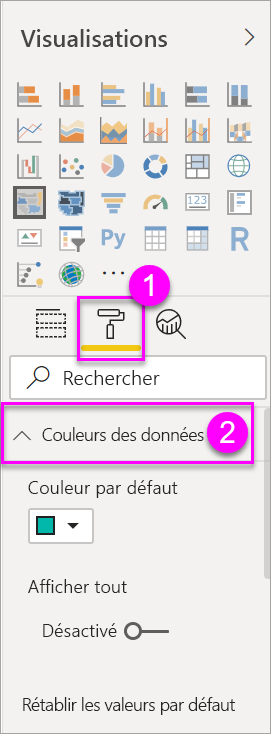 Visualisations
123
Py
R
1
Rechercher
Couleurs des données
2
Couleur par défaut
Afficher tout
Désactivé
Rétablir les valeurs par défaut